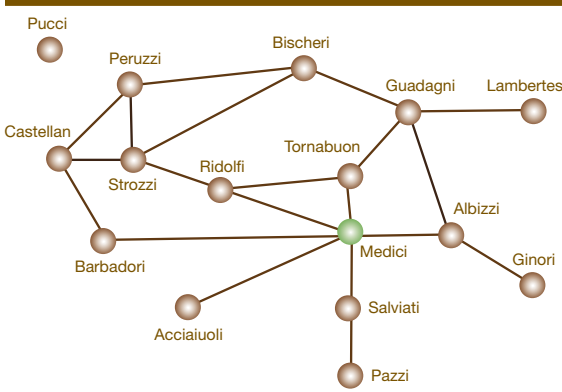 Pucci
Bischeri
Peruzzi
Guadagni
Lambertes
Castellan
Tornabuon
Strozzi
Ridolfi
Albizzi
Medici
Barbadori
Ginori
Salviati
Acciaiuoli
Pazzi